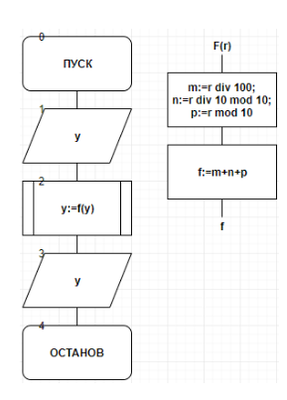 0
ПУСК
1
y
2
y:=f(y)
3
y
4
ОСТАНОВ
F(r)
m:=r div 100;
n:=r div 10 mod 10;
p:=r mod 10
f:=m+n+p
f